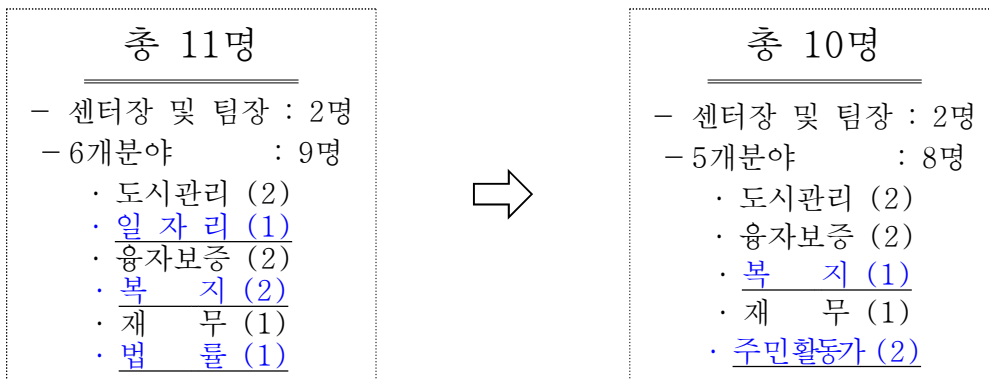 총 11명
- 센터장 및 팀장 : 2명
- 6개분야 : 9명
· 도시관리 (2)
· 일 자 리 (1)
· 융자보증 (2)
· 복 지 (2)
· 재 무 (1)
· 법 률 (1)
총 10명
- 센터장 및 팀장 : 2명
- 5개분야 : 8명
· 도시관리 (2)
· 융자보증 (2)
· 복 지 (1)
· 재 무 (1)
· 주민활동가 (2)